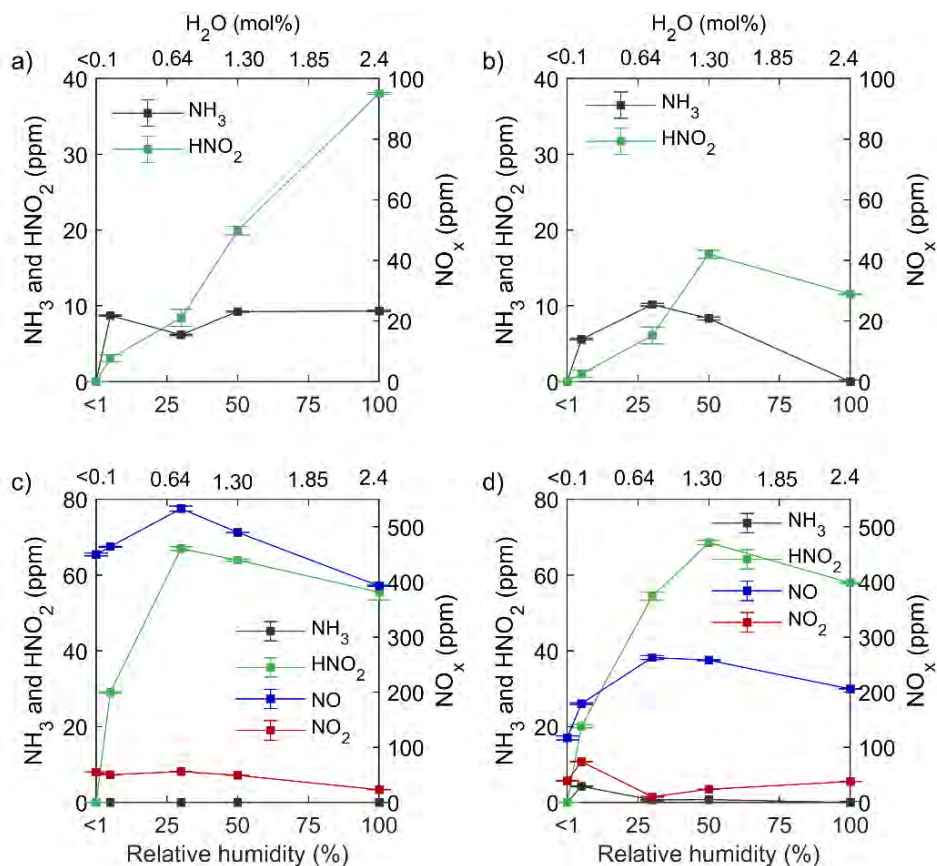 H2O (mol%)
H2O (mol%)
a) <0.1 0.64 1.30 1.85 2.4
b) <0.1 0.64 1.30 1.85 2.4
40 100
30 80
20 60
10 40
0 20
0
NH3
HNO2
NH3 and HNO2 (ppm)
NOx (ppm)
<1 25 50 75 100
40 100
30 80
20 60
10 40
0 20
0
NH3
HNO2
NH3 and HNO2 (ppm)
NOx (ppm)
<1 25 50 75 100
c) <0.1 0.64 1.30 1.85 2.4
80
60
40
20
0
500
400
300
200
100
0
NH3
HNO2
NO
NO2
NH3 and HNO2 (ppm)
NOx (ppm)
<1 25 50 75 100
Relative humidity (%)
d) <0.1 0.64 1.30 1.85 2.4
80
60
40
20
0
500
400
300
200
100
0
NH3
HNO2
NO
NO2
NH3 and HNO2 (ppm)
NOx (ppm)
<1 25 50 75 100
Relative humidity (%)